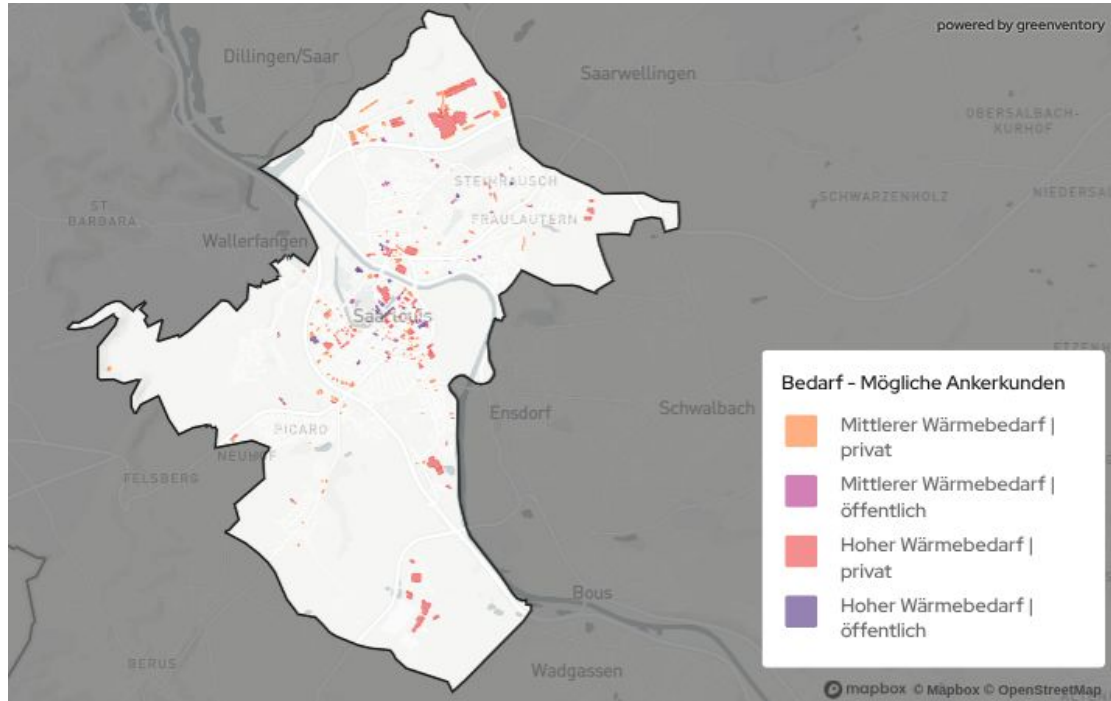 powered by greenventory
Dillingen/Saar
Saarwellingen
OBERSALBACH-
KURHOF
STEINRAUSCH
SCHWARZENHOLZ
ST.
BARBARA
FRAULAUTERN
Wallerfangen
Saarlouis
Bedarf - Mögliche Ankerkunden
Mittlerer Wärmebedarf |
privat
Mittlerer Wärmebedarf |
öffentlich
Hoher Wärmebedarf |
privat
Hoher Wärmebedarf |
öffentlich
Ensdorf
Schwalbach
PICARD
NEUHOF
FELSBERG
Bous
BERUS
Wadgassen
mapbox © Mapbox © OpenStreetMap